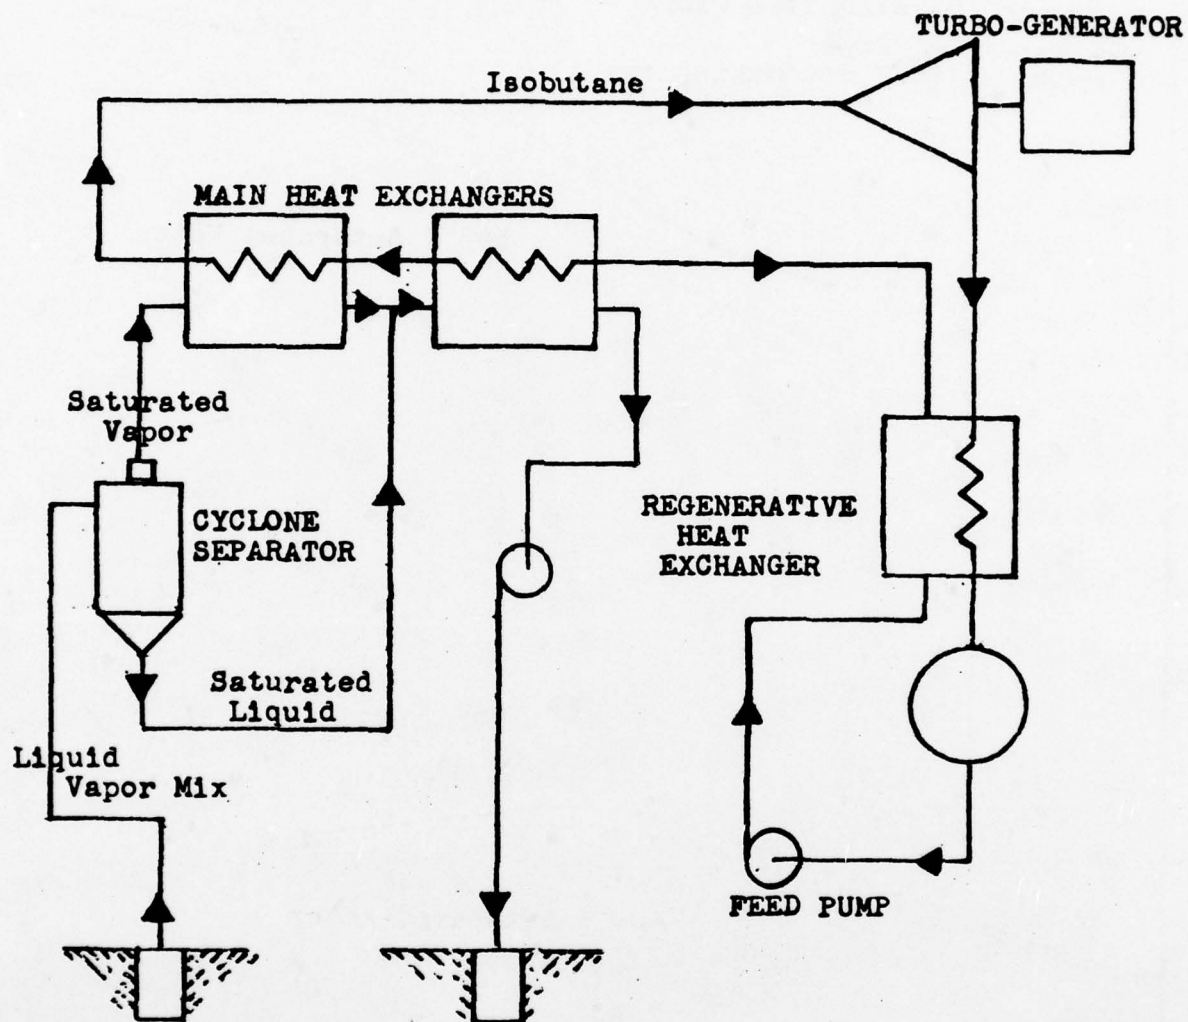 TURBO-GENERATOR
Isobutane
MAIN HEAT EXCHANGERS
Saturated
Vapor
CYCLONE
SEPARATOR
REGENERATIVE
HEAT
EXCHANGER
Saturated
Liquid
Liquid
Vapor Mix
FEED PUMP